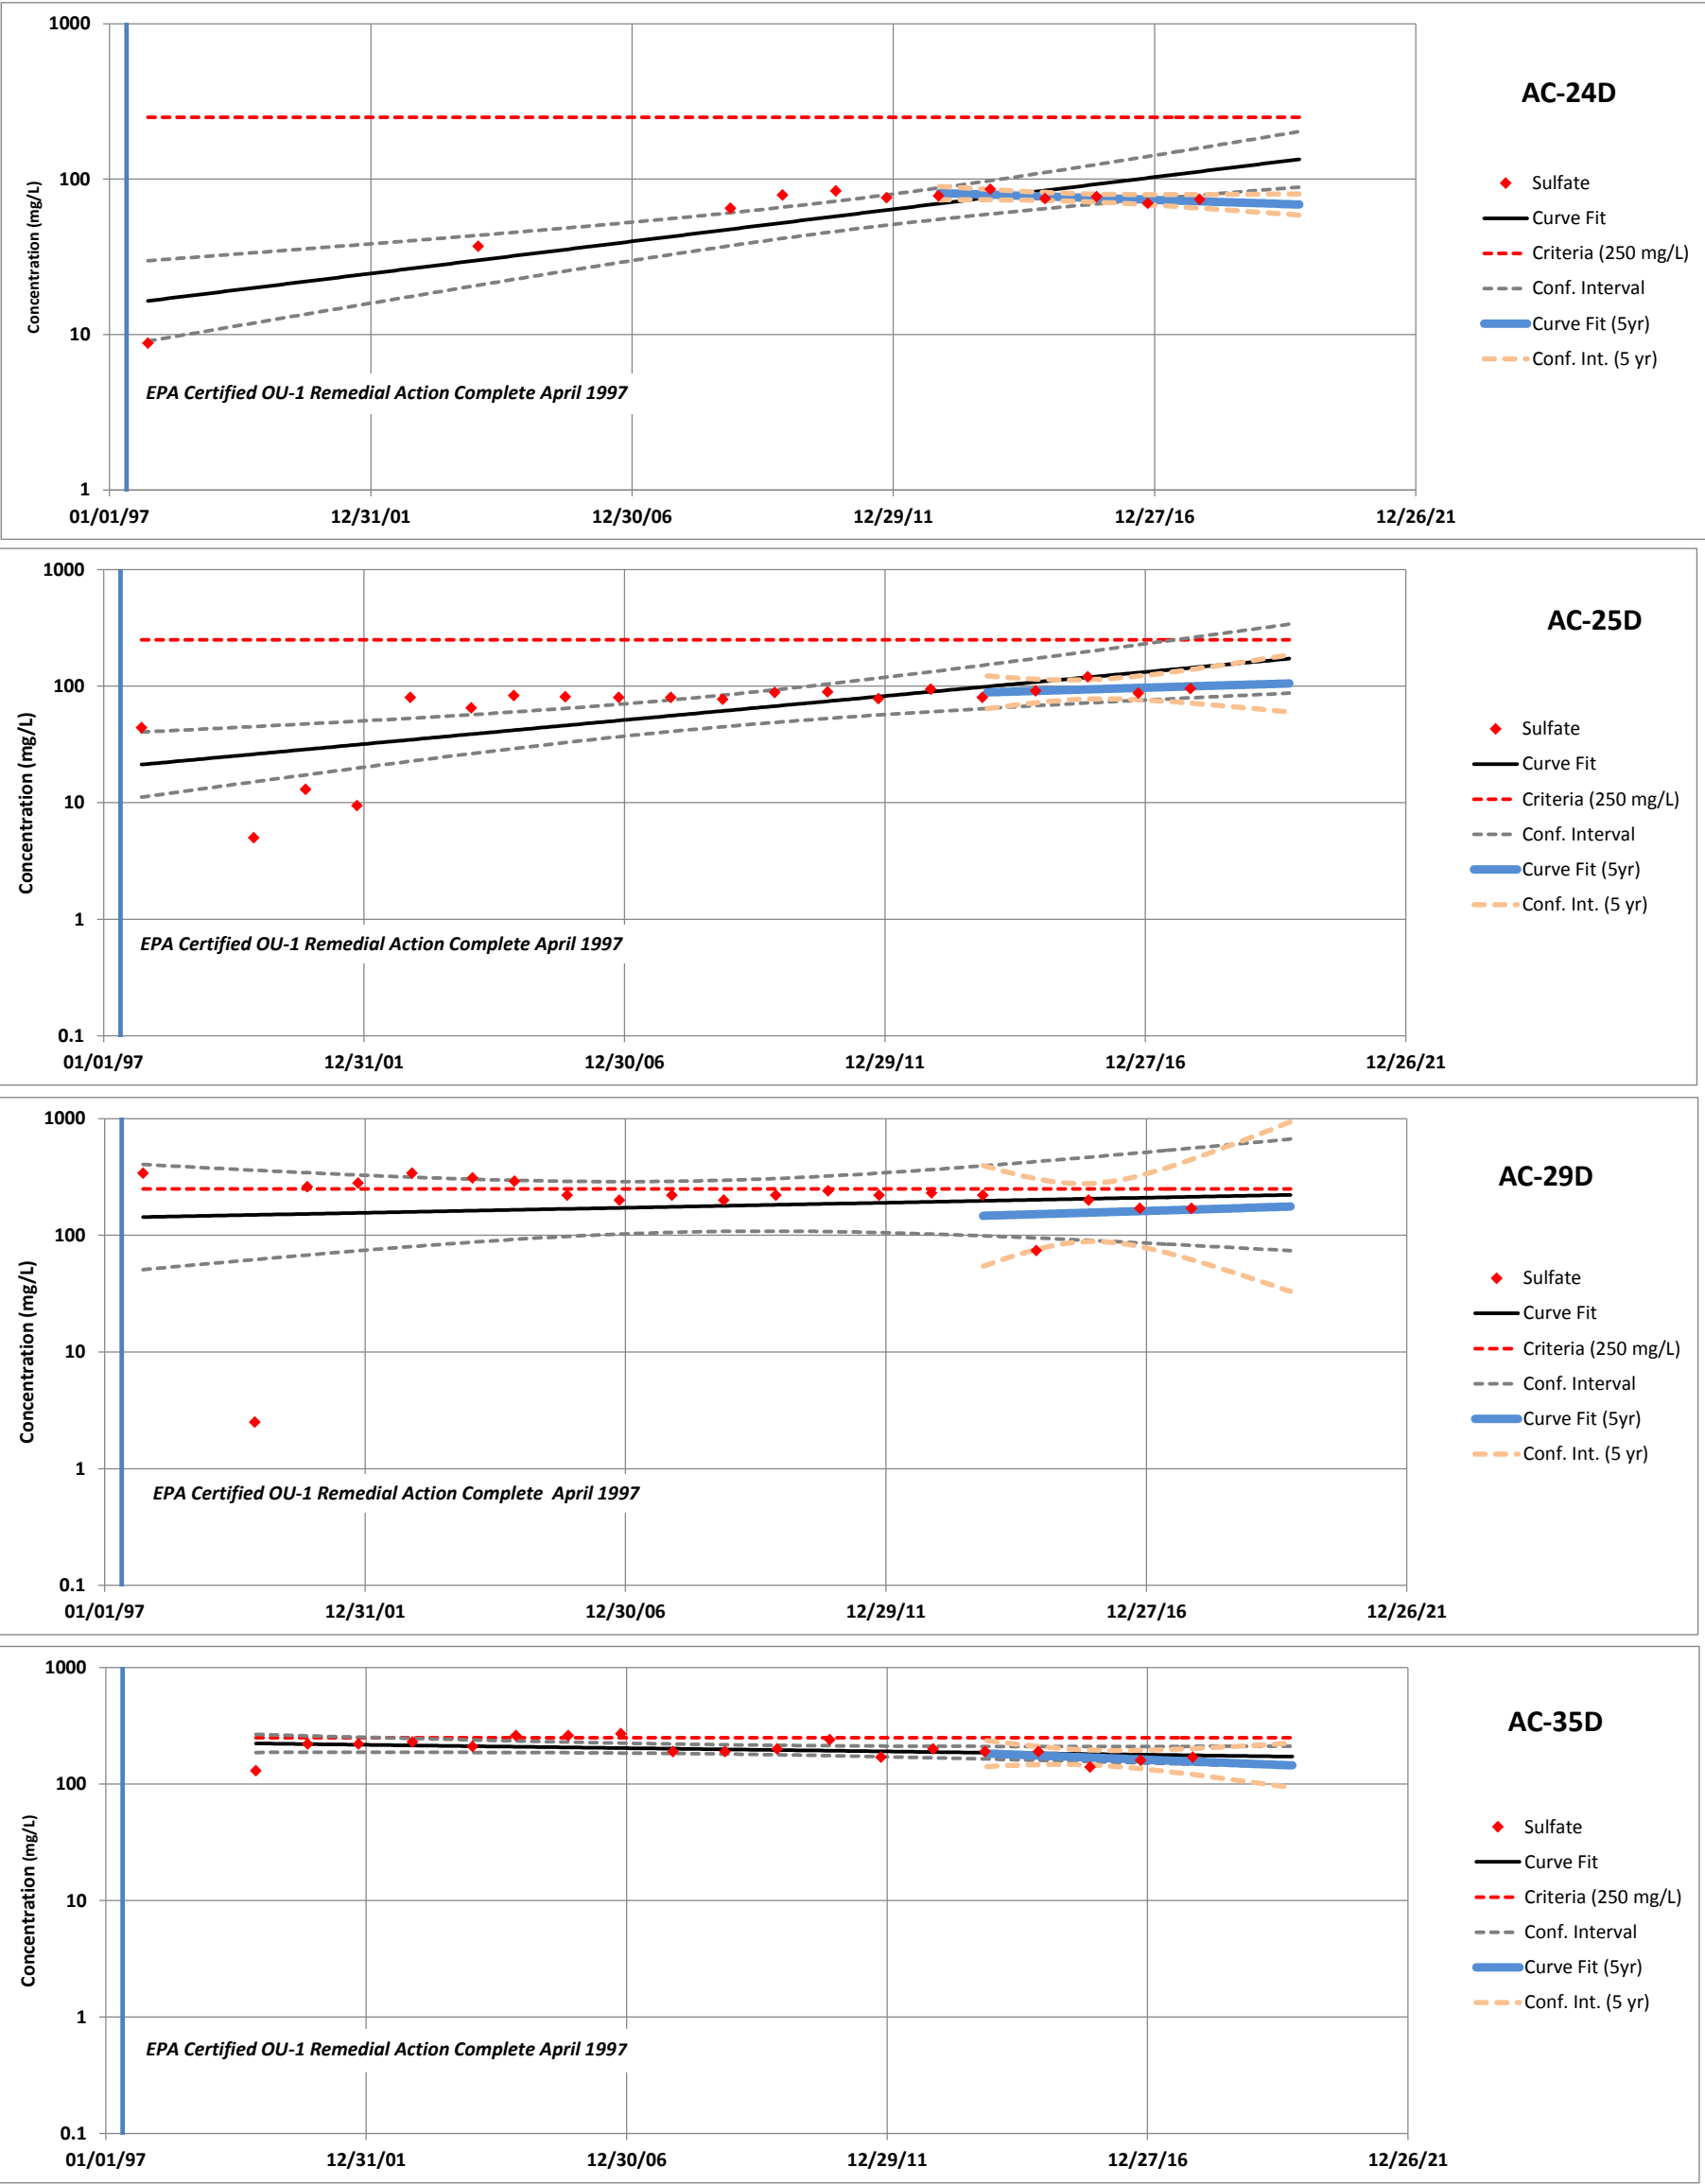 AC-24D
Concentration (mg/L)
1000
100
10
1
01/01/97 12/31/01 12/30/06 12/29/11 12/27/16 12/26/21
EPA Certified OU-1 Remedial Action Complete April 1997
Sulfate
Curve Fit
Criteria (250 mg/L)
Conf. Interval
Curve Fit (5yr)
Conf. Int. (5 yr)
AC-25D
Concentration (mg/L)
1000
100
10
1
0.1
01/01/97 12/31/01 12/30/06 12/29/11 12/27/16 12/26/21
EPA Certified OU-1 Remedial Action Complete April 1997
Sulfate
Curve Fit
Criteria (250 mg/L)
Conf. Interval
Curve Fit (5yr)
Conf. Int. (5 yr)
AC-29D
Concentration (mg/L)
1000
100
10
1
0.1
01/01/97 12/31/01 12/30/06 12/29/11 12/27/16 12/26/21
EPA Certified OU-1 Remedial Action Complete April 1997
Sulfate
Curve Fit
Criteria (250 mg/L)
Conf. Interval
Curve Fit (5yr)
Conf. Int. (5 yr)
AC-35D
Concentration (mg/L)
1000
100
10
1
0.1
01/01/97 12/31/01 12/30/06 12/29/11 12/27/16 12/26/21
EPA Certified OU-1 Remedial Action Complete April 1997
Sulfate
Curve Fit
Criteria (250 mg/L)
Conf. Interval
Curve Fit (5yr)
Conf. Int. (5 yr)